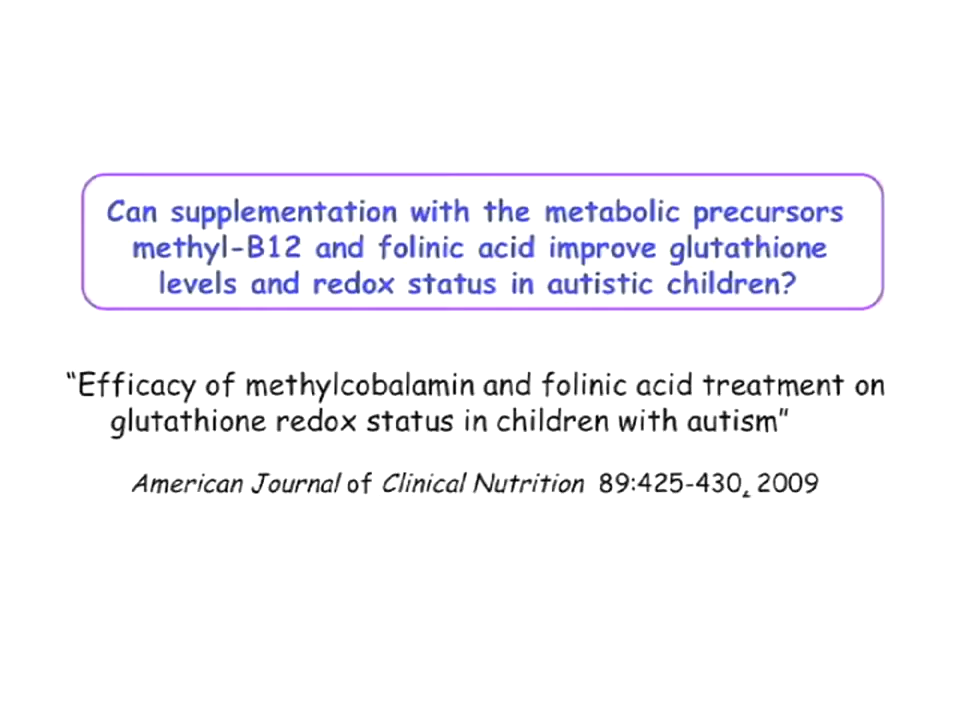 Can supplementation with the metabolic precursors
methyl-B12 and folinic acid improve glutathione
levels and redox status in autistic children?
“Efficacy of methylcobalamin and folinic acid treatment on
glutathione redox status in children with autism”
American Journal of Clinical Nutrition 89:425-430, 2009